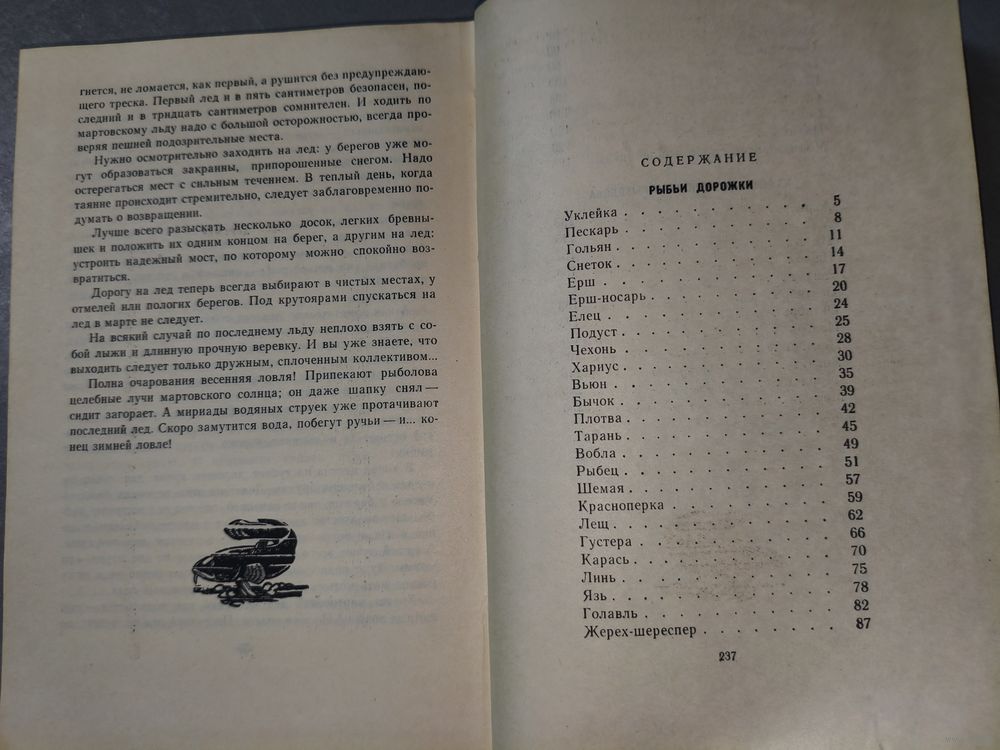 гнется, не ломается, как первый, а рушится без предупреждаю-
щего треска. Первый лед и в пять сантиметров безопасен, по-
следний и в тридцать сантиметров сомнителен. И ходить по
мартовскому льду надо с большой осторожностью, всегда про-
веряя пешней подозрительные места.
Нужно осмотрительно заходить на лед: у берегов уже мо-
гут образоваться закраины, припорошенные снегом. Надо
остерегаться мест с сильным течением. В теплый день, когда
таяние происходит стремительно, следует заблаговременно по-
думать о возвращении.
Лучше всего разыскать несколько досок, легких бревны-
шек и положить их одним концом на берег, а другим на лед:
устроить надежный мост, по которому можно спокойно воз-
вратиться.
Дорогу на лед теперь всегда выбирают в чистых местах, у
отмелей или пологих берегов. Под крутоярами спускаться на
лед в марте не следует.
На всякий случай по последнему льду неплохо взять с со-
бой лыжи и длинную прочную веревку. И вы уже знаете, что
выходить следует только дружным, сплоченным коллективом...
Полна очарования весенняя ловля! Припекают рыболова
целебные лучи мартовского солнца; он даже шапку снял —
сидит загорает. А мириады водяных струек уже протачивают
последний лед. Скоро замутится вода, побегут ручьи — и... ко-
нец зимней ловле!
СОДЕРЖАНИЕ
РЫБЬИ ДОРОЖКИ
Уклейка . . . . . . . . . . 5
Пескарь . . . . . . . . . . 8
Гольян . . . . . . . . . . 11
Снеток . . . . . . . . . . 14
Ерш . . . . . . . . . . 17
Ерш-носарь . . . . . . . . . 20
Елец . . . . . . . . . . 24
Подуст . . . . . . . . . . 25
Чехонь . . . . . . . . . . 28
Хариус . . . . . . . . . . 30
Вьюн . . . . . . . . . . 35
Бычок . . . . . . . . . . 39
Плотва . . . . . . . . . . 42
Тарань . . . . . . . . . . 45
Вобла . . . . . . . . . . 49
Рыбец . . . . . . . . . . 51
Шемая . . . . . . . . . . 57
Красноперка . . . . . . . . 59
Лещ . . . . . . . . . . 62
Густера . . . . . . . . . . 66
Карась . . . . . . . . . . 70
Линь . . . . . . . . . . 75
Язь . . . . . . . . . . 78
Голавль . . . . . . . . . 82
Жерех-шереспер . . . . . . . 87
237